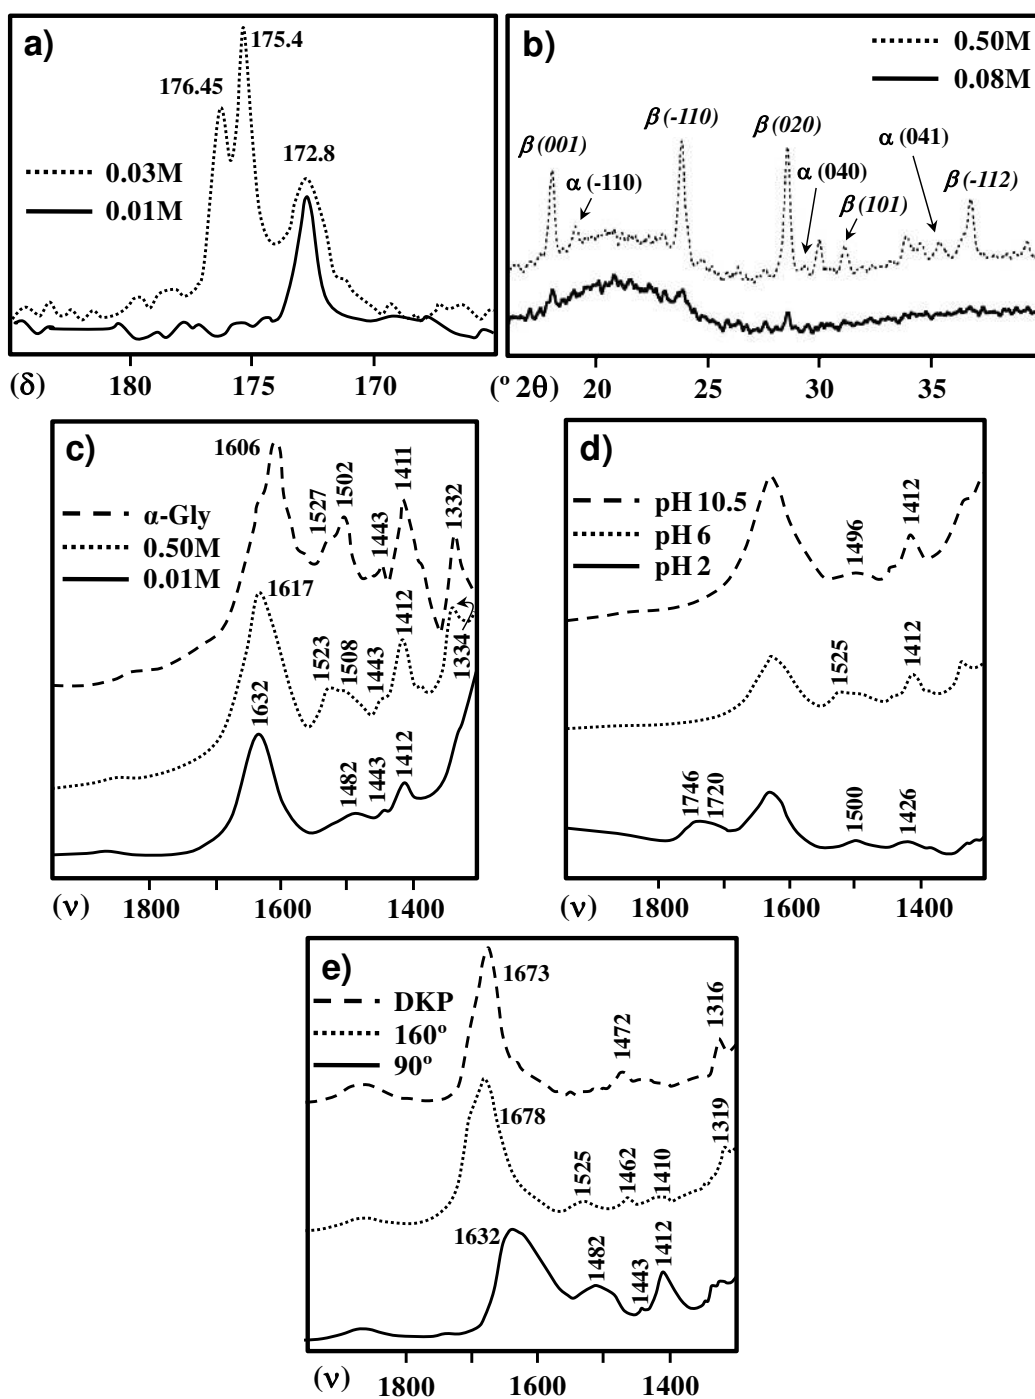 a)
175.4
176.45
172.8
0.03M
0.01M
(δ)
180
175
170
b)
0.50M
0.08M
β(001)
α (-110)
β(-110)
β(020)
α (040)
α (041)
β(101)
β(-112)
(º 2θ)
20
25
30
35
c)
1606
1527
1502
1443
1411
1332
α-Gly
0.50M
0.01M
1617
1523
1508
1443
1412
1334
1632
1482
1443
1412
(ν)
1800
1600
1400
d)
pH 10.5
pH 6
pH 2
1496
1412
1525
1412
1746
1720
1500
1426
(ν)
1800
1600
1400
e)
DKP
160º
90º
1673
1472
1316
1678
1525
1462
1410
1319
1632
1482
1443
1412
(ν)
1800
1600
1400